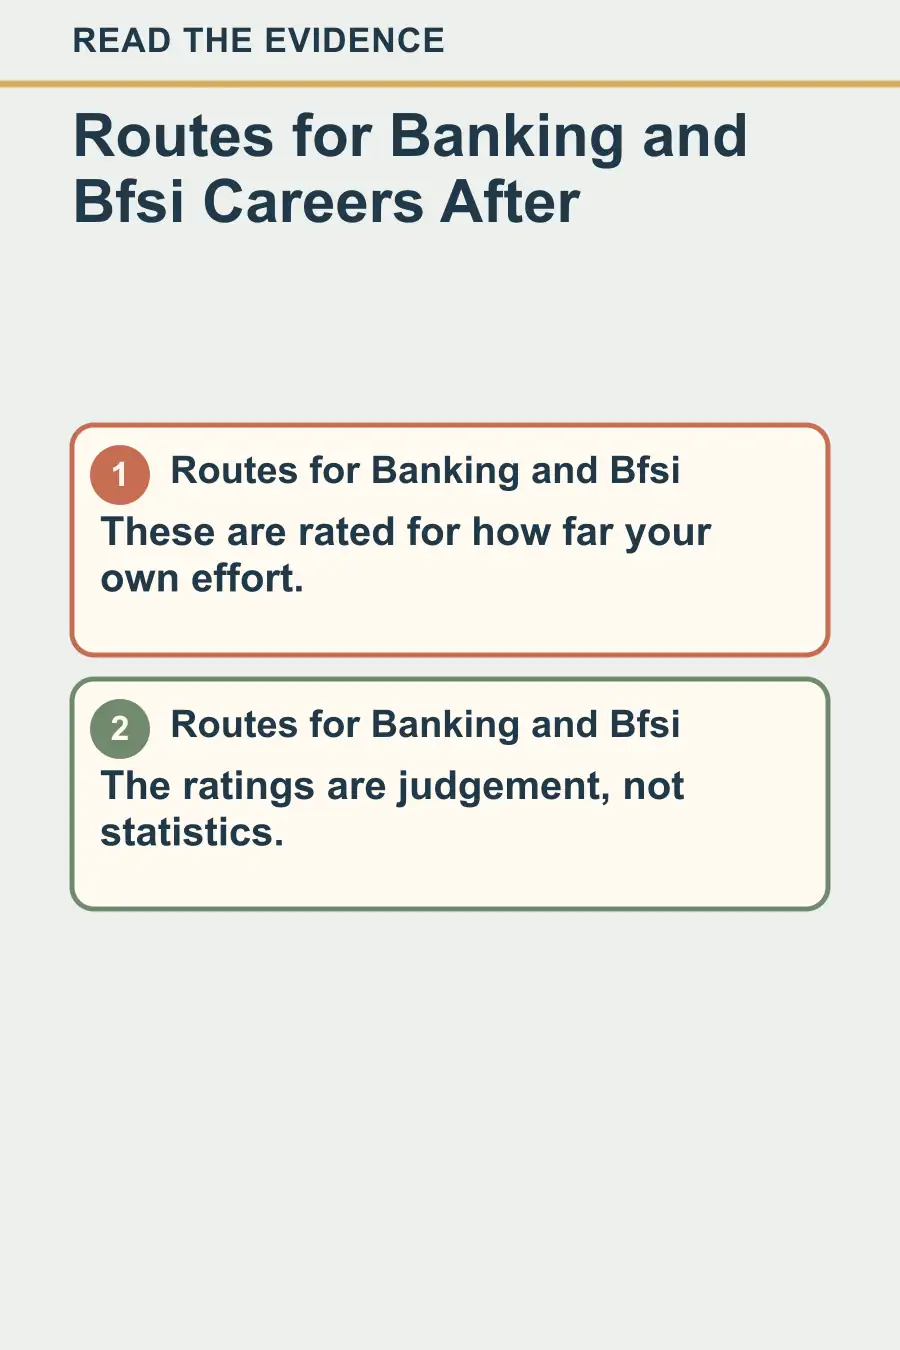 READ THE EVIDENCE
Routes for Banking and
Bfsi Careers After
1 Routes for Banking and Bfsi
These are rated for how far your
own effort.
2 Routes for Banking and Bfsi
The ratings are judgement, not
statistics.